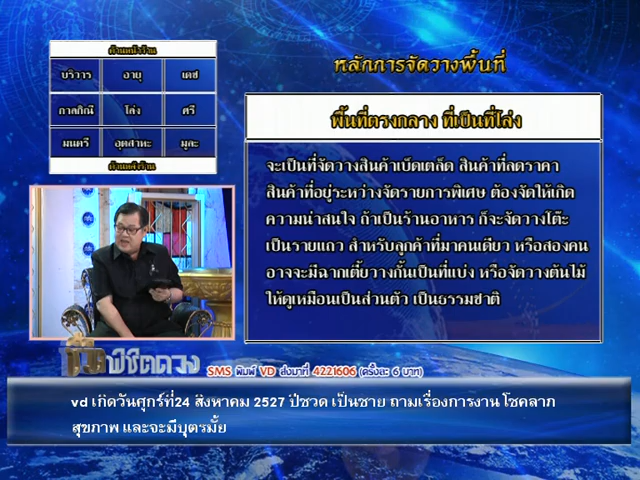 ด้านหน้าร้าน
บริวาร อายุ เดช
กาลกิณี โล่ง ศรี
มนตรี อุตสาหะ มูละ
ด้านหลังร้าน
หลักการจัดวางพื้นที่
พื้นที่ตรงกลาง ที่เป็นที่โล่ง
จะเป็นที่จัดวางสินค้าเบ็ดเตล็ด สินค้าที่ลดราคา
สินค้าที่อยู่ระหว่างจัดรายการพิเศษ ต้องจัดให้เกิด
ความน่าสนใจ ถ้าเป็นร้านอาหาร ก็จะจัดวางโต๊ะ
เป็นรายแถว สำหรับลูกค้าที่มาคนเดียว หรือสองคน
อาจจะมีฉากเตี้ยวางกั้นเป็นที่แบ่ง หรือจัดวางต้นไม้
ให้ดูเหมือนเป็นส่วนตัว เป็นธรรมชาติ
SMS พิมพ์ VD ส่งมาที่ 4221606 (ครั้งละ 6 บาท)
vd เกิดวันศุกร์ที่24 สิงหาคม 2527 ปีชวด เป็นชาย ถามเรื่องการงาน โชคลาภ
สุขภาพ และจะมีบุตรมั้ย